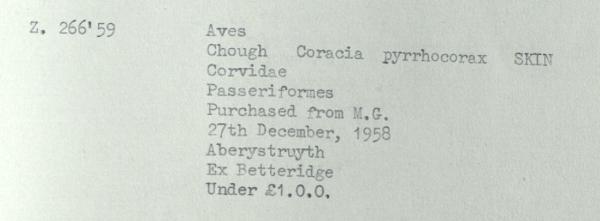 Z. 266'59 Aves
Chough Coracia pyrrhocorax SKIN
Corvidae
Passeriformes
Purchased from M.G.
27th December, 1958
Aberystruyth
Ex Betteridge
Under £1.0.0.